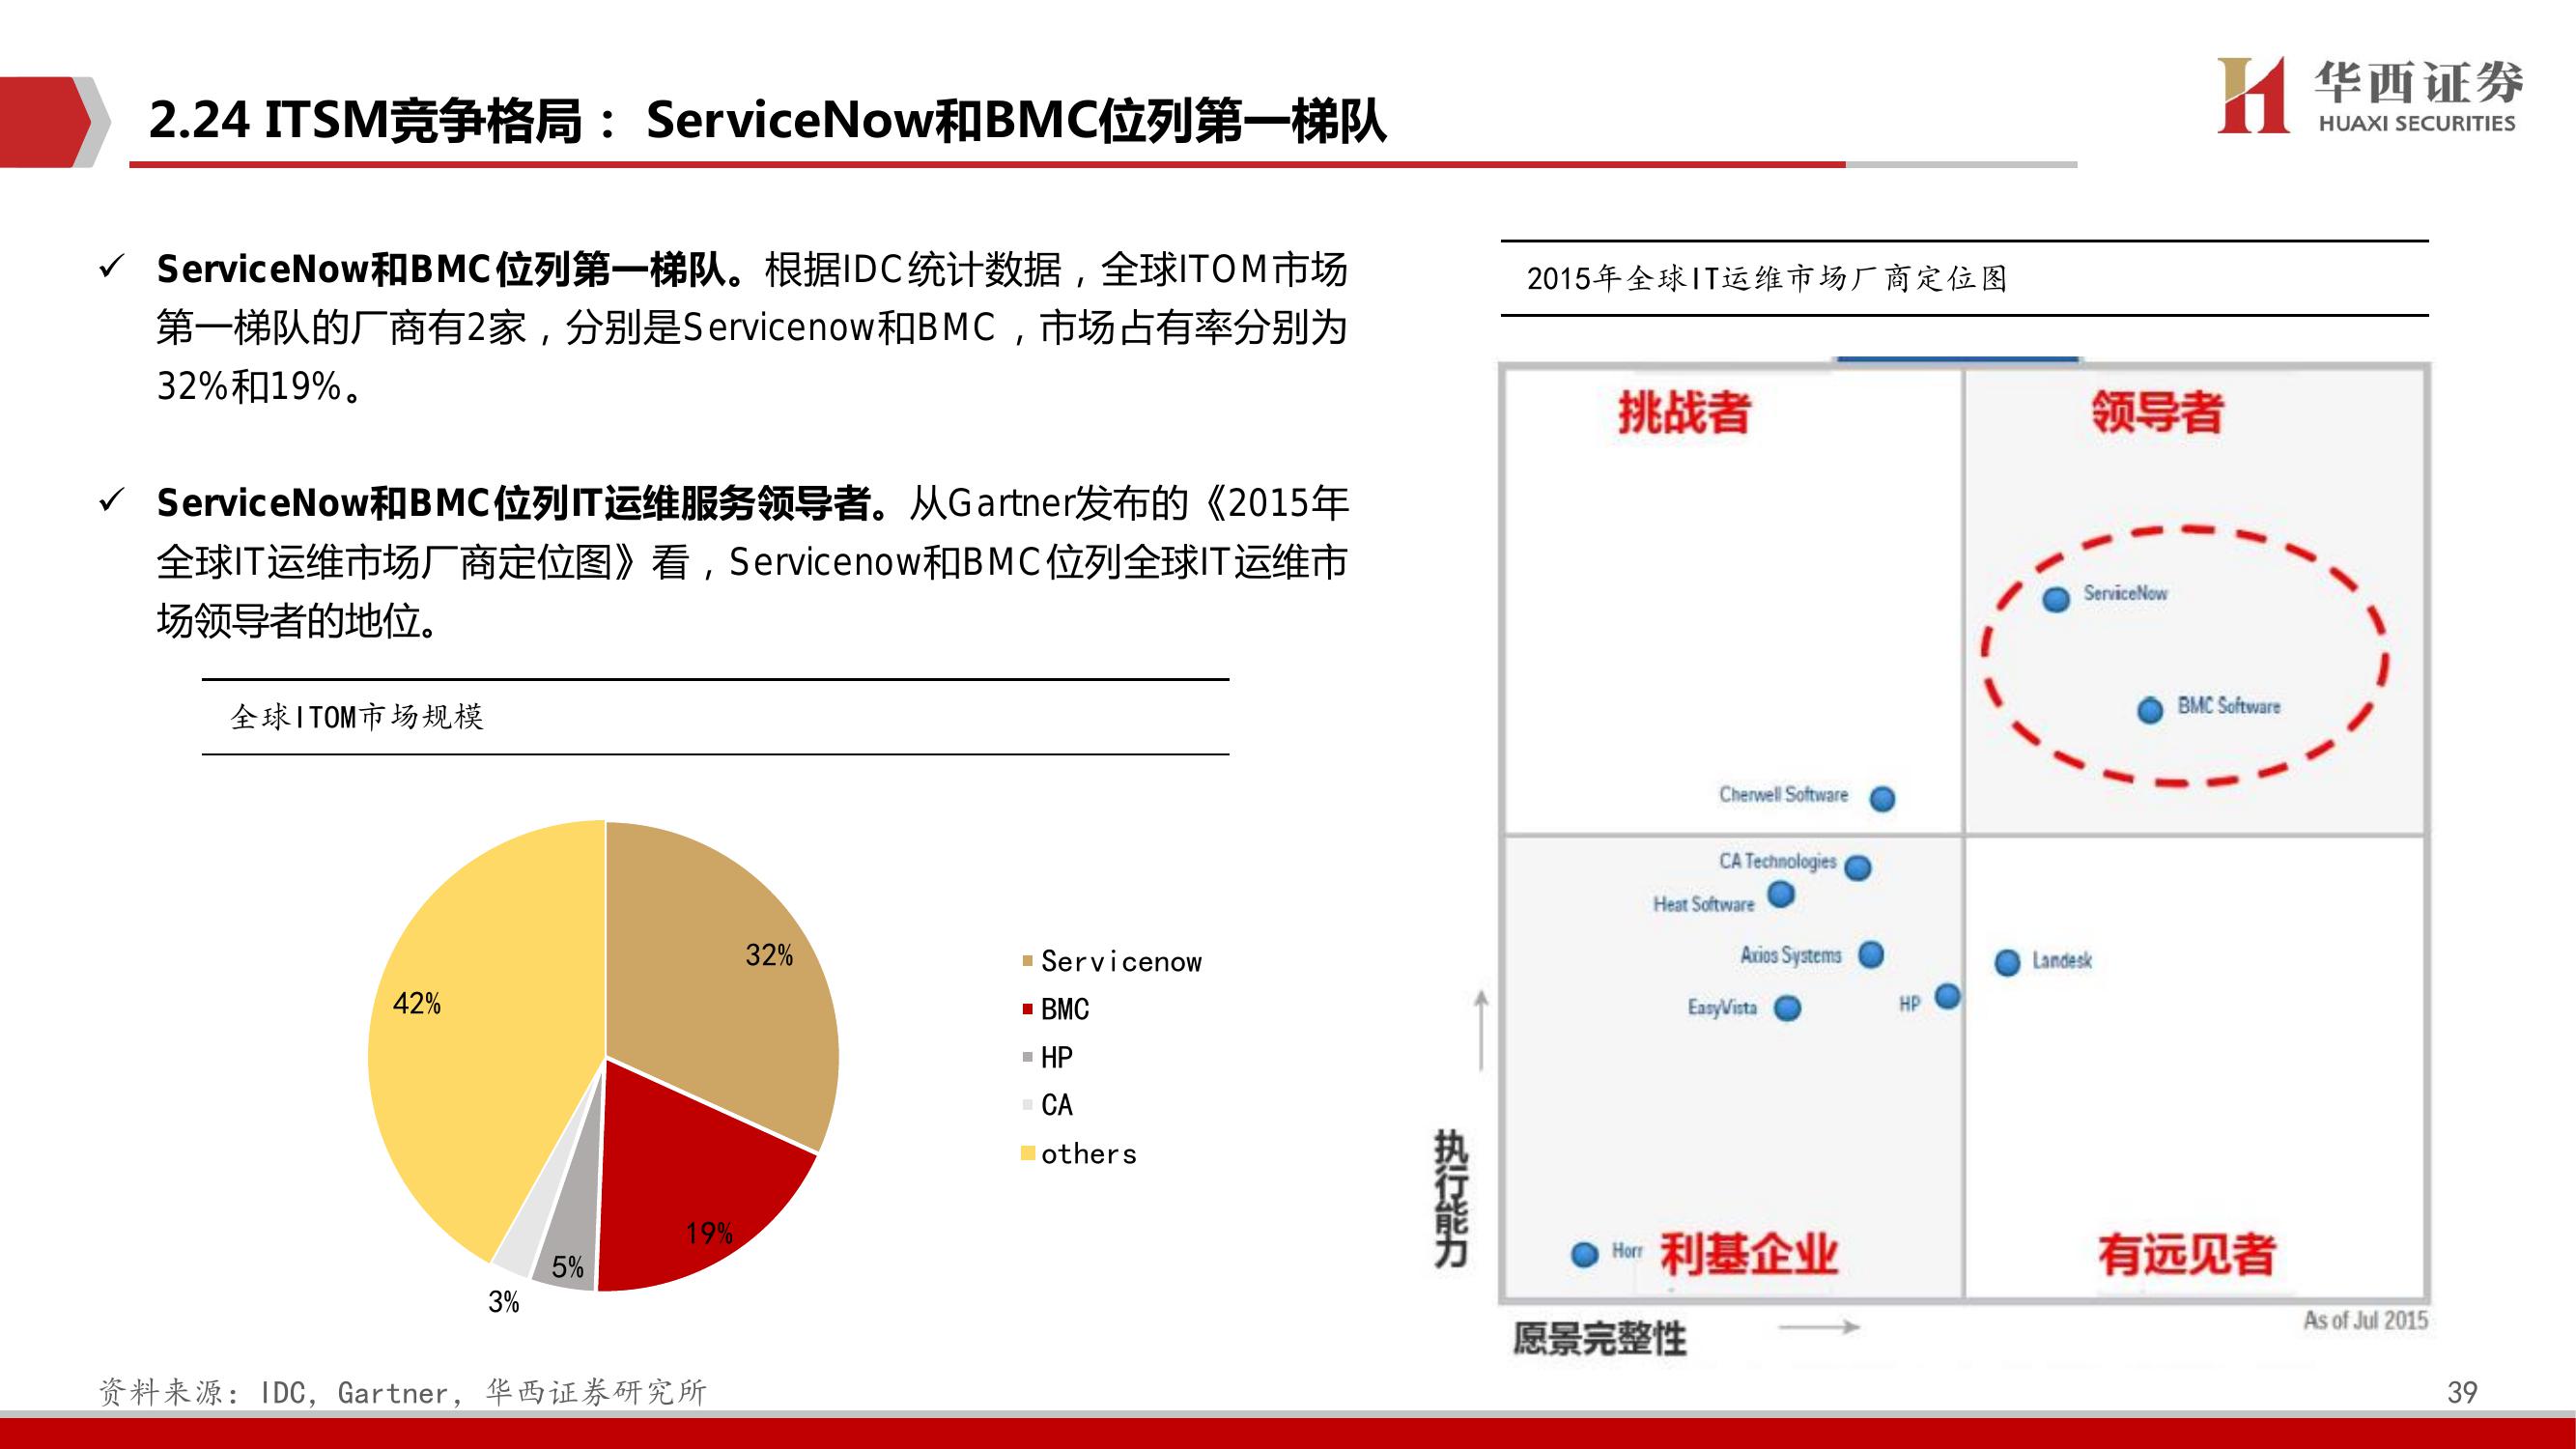 2.24 ITSM竞争格局： ServiceNow和BMC位列第一梯队
华西证券
HUAXI SECURITIES
✓ ServiceNow和BMC位列第一梯队。根据IDC统计数据，全球ITOM市场
第一梯队的厂商有2家，分别是Servicenow和BMC，市场占有率分别为
32%和19%。
✓ ServiceNow和BMC位列IT运维服务领导者。从Gartner发布的《2015年
全球IT运维市场厂商定位图》看，Servicenow和BMC位列全球IT运维市
场领导者的地位。
全球ITOM市场规模
32%
42%
19%
5%
3%
Servicenow
BMC
HP
CA
others
2015年全球IT运维市场厂商定位图
挑战者
领导者
ServiceNow
BMC Software
Cherwell Software
CA Technologies
Heat Software
Axios Systems
Landesk
EasyVista
HP
执行能力
Horr
利基企业
有远见者
愿景完整性
As of Jul 2015
资料来源：IDC，Gartner，华西证券研究所
39